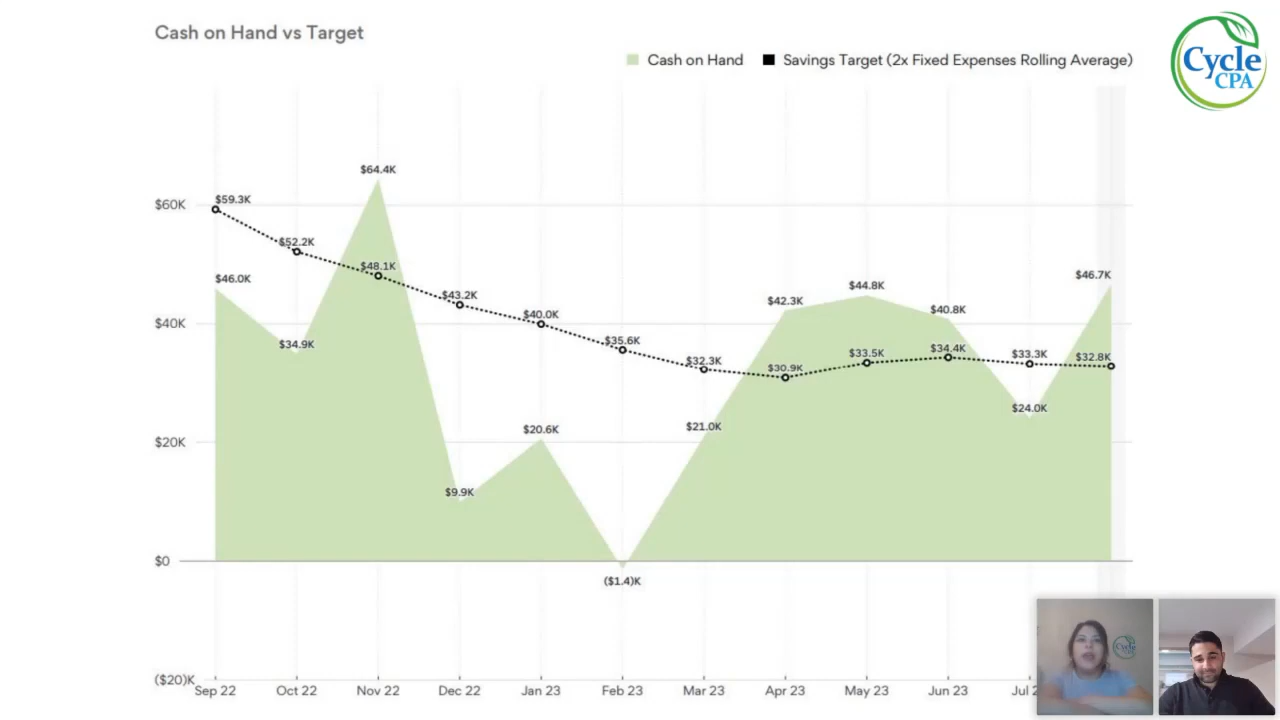 Cash on Hand vs Target
Cash on Hand
Savings Target (2x Fixed Expenses Rolling Average)
Cycle
CPA
$64.4K
$60K
$59.3K
$52.2K
$48.1K
$46.0K
$46.7K
$43.2K
$44.8K
$42.3K
$40.8K
$40K
$40.0K
$34.9K
$35.6K
$32.3K
$30.9K
$33.5K
$34.4K
$33.3K
$32.8K
$20K
$20.6K
$21.0K
$24.0K
$9.9K
$0
($1.4)K
($20)K
Sep 22 Oct 22 Nov 22 Dec 22 Jan 23 Feb 23 Mar 23 Apr 23 May 23 Jun 23 Jul 2